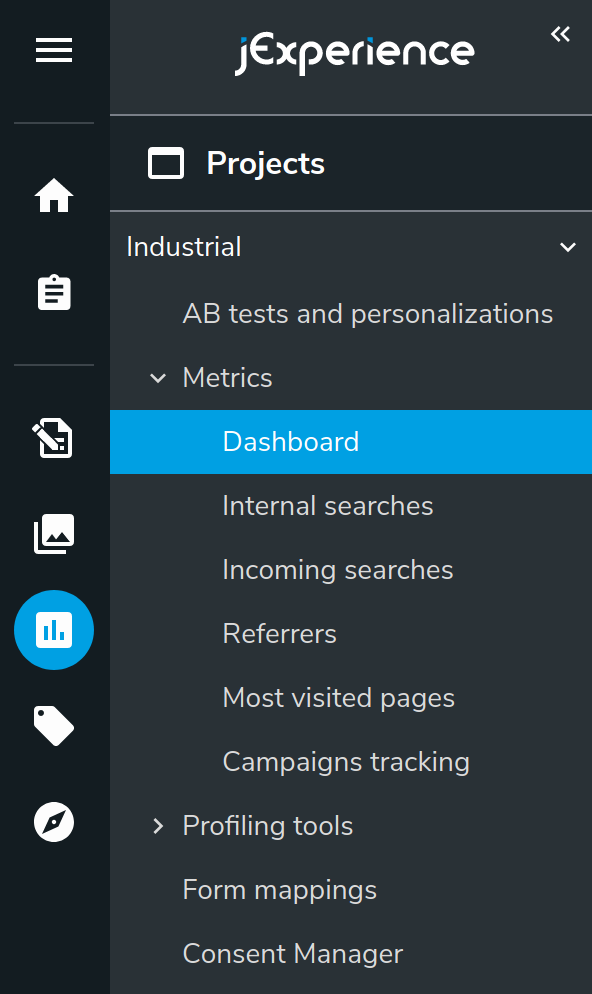 jExperience
Projects
Industrial
AB tests and personalizations
Metrics
Dashboard
Internal searches
Incoming searches
Referrers
Most visited pages
Campaigns tracking
Profiling tools
Form mappings
Consent Manager